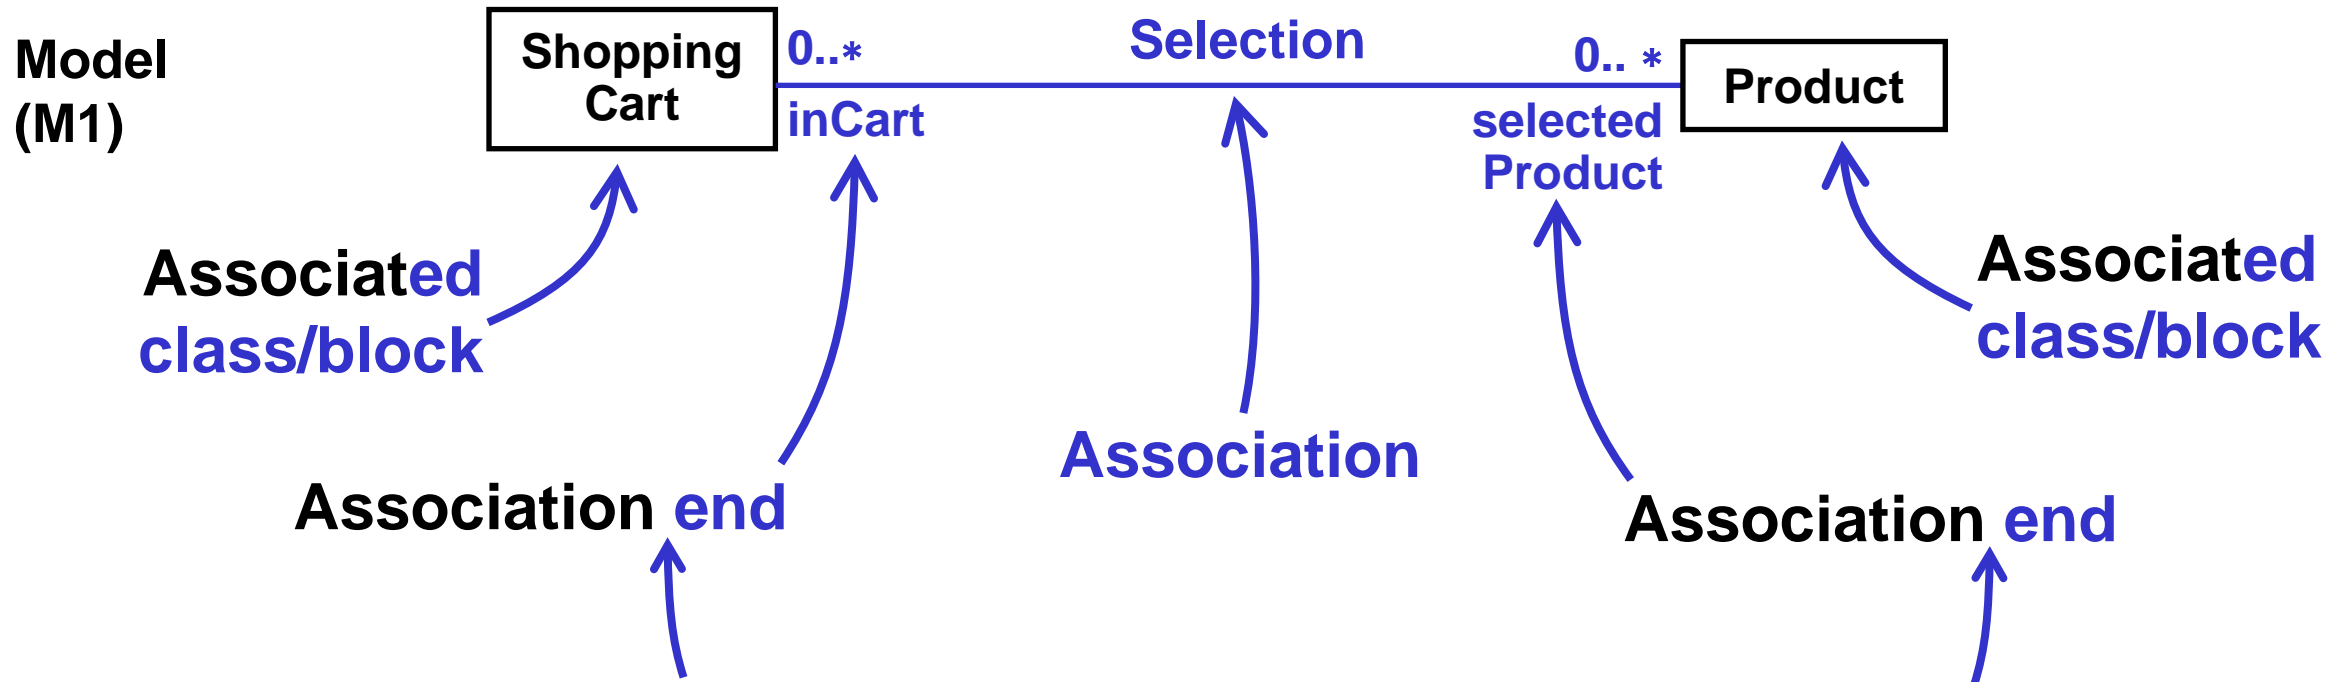 Model
(M1)
Shopping
Cart
0..*
inCart
Selection
0.. *
selected
Product
Product
Associated
class/block
Associated
class/block
Association
Association end
Association end